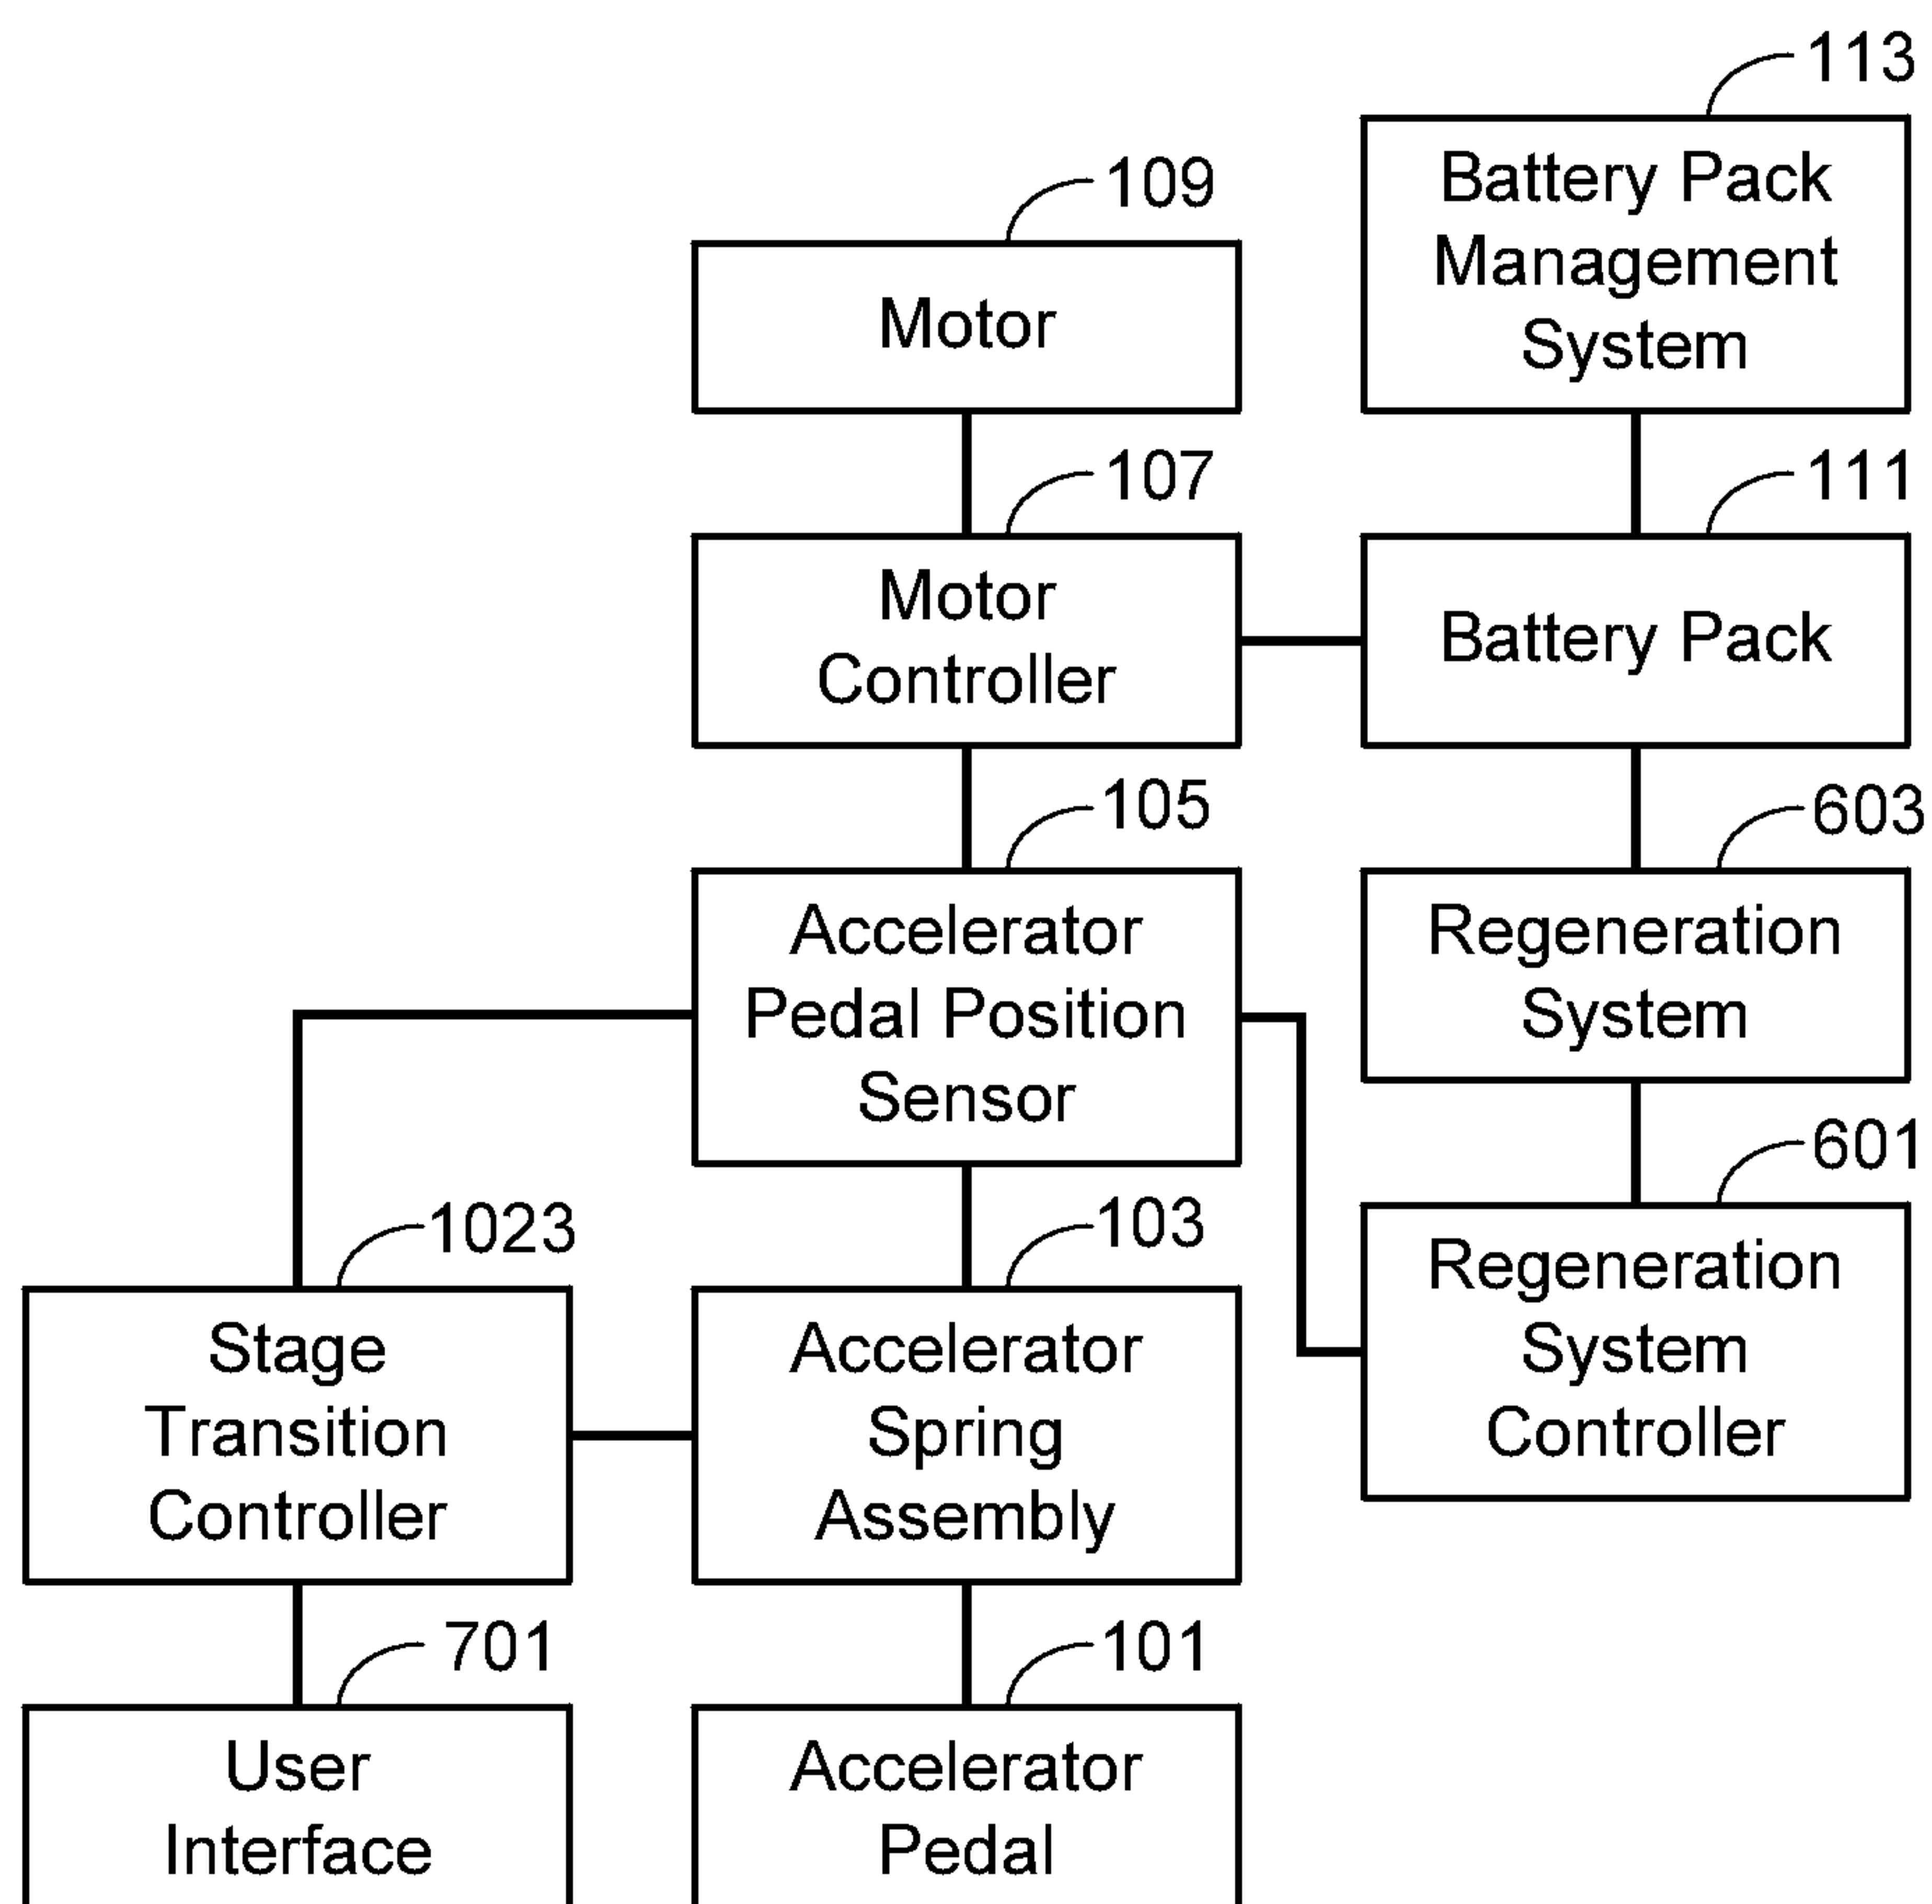 113
Battery Pack
Management
System
109
Motor
107
Motor
Controller
111
Battery Pack
105
Accelerator
Pedal Position
Sensor
603
Regeneration
System
601
Regeneration
System
Controller
1023
Stage
Transition
Controller
103
Accelerator
Spring
Assembly
701
User
Interface
101
Accelerator
Pedal